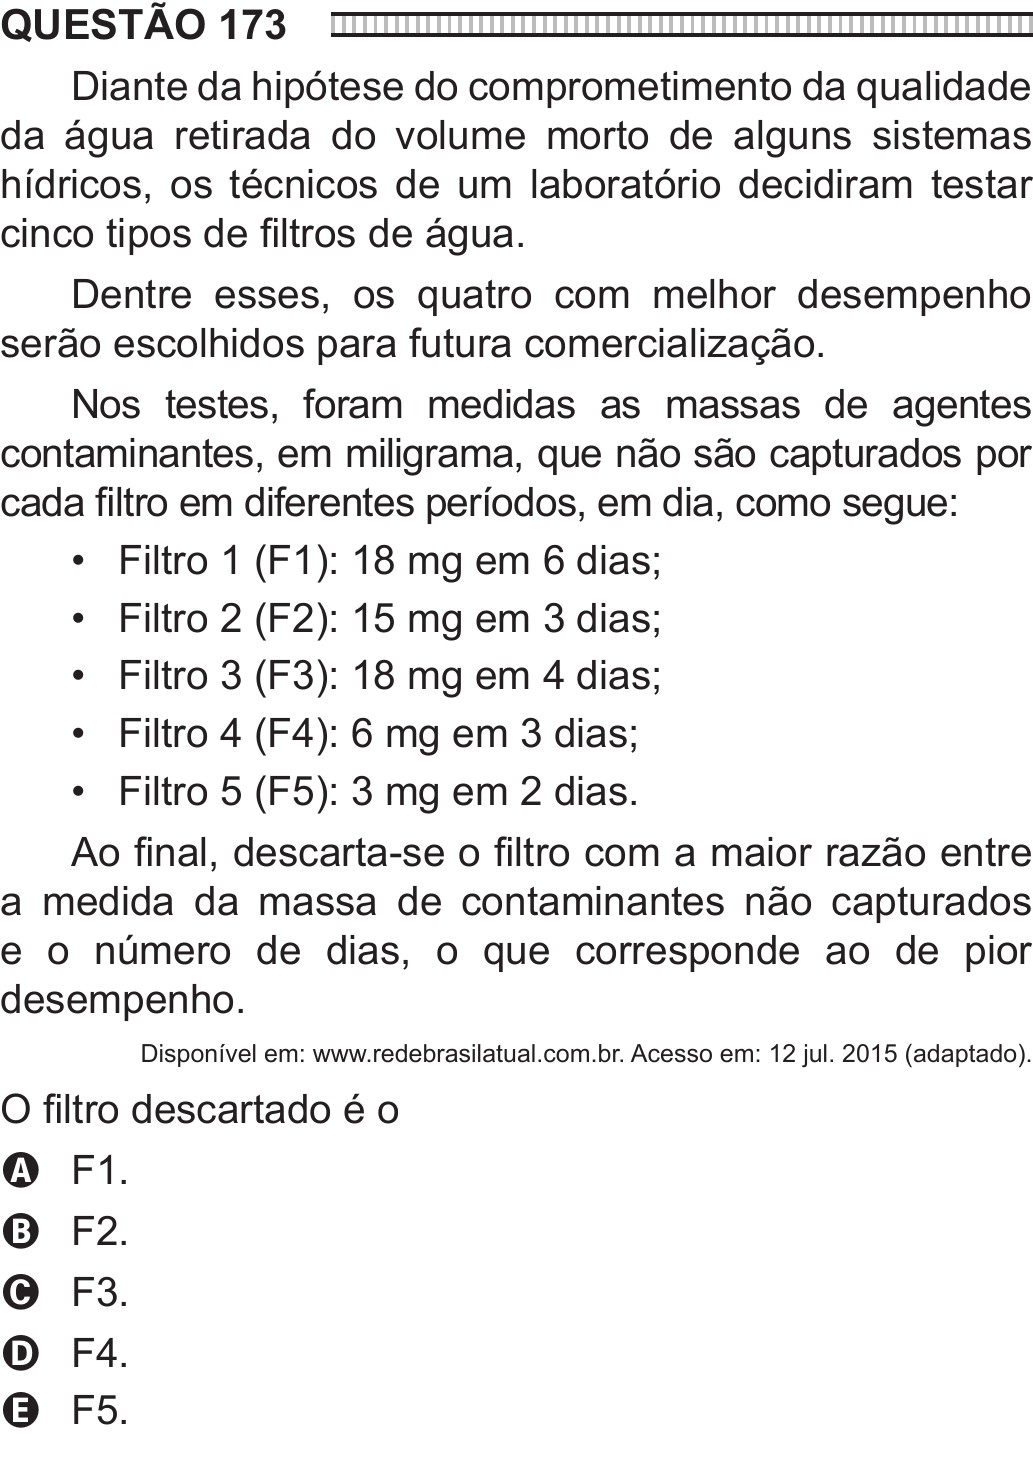 QUESTÃO 173
Diante da hipótese do comprometimento da qualidade
da água retirada do volume morto de alguns sistemas
hídricos, os técnicos de um laboratório decidiram testar
cinco tipos de filtros de água.
Dentre esses, os quatro com melhor desempenho
serão escolhidos para futura comercialização.
Nos testes, foram medidas as massas de agentes
contaminantes, em miligrama, que não são capturados por
cada filtro em diferentes períodos, em dia, como segue:
• Filtro 1 (F1): 18 mg em 6 dias;
• Filtro 2 (F2): 15 mg em 3 dias;
• Filtro 3 (F3): 18 mg em 4 dias;
• Filtro 4 (F4): 6 mg em 3 dias;
• Filtro 5 (F5): 3 mg em 2 dias.
Ao final, descarta-se o filtro com a maior razão entre
a medida da massa de contaminantes não capturados
e o número de dias, o que corresponde ao de pior
desempenho.
Disponível em: www.redebrasilatual.com.br. Acesso em: 12 jul. 2015 (adaptado).
O filtro descartado é o
A F1.
B F2.
C F3.
D F4.
E F5.